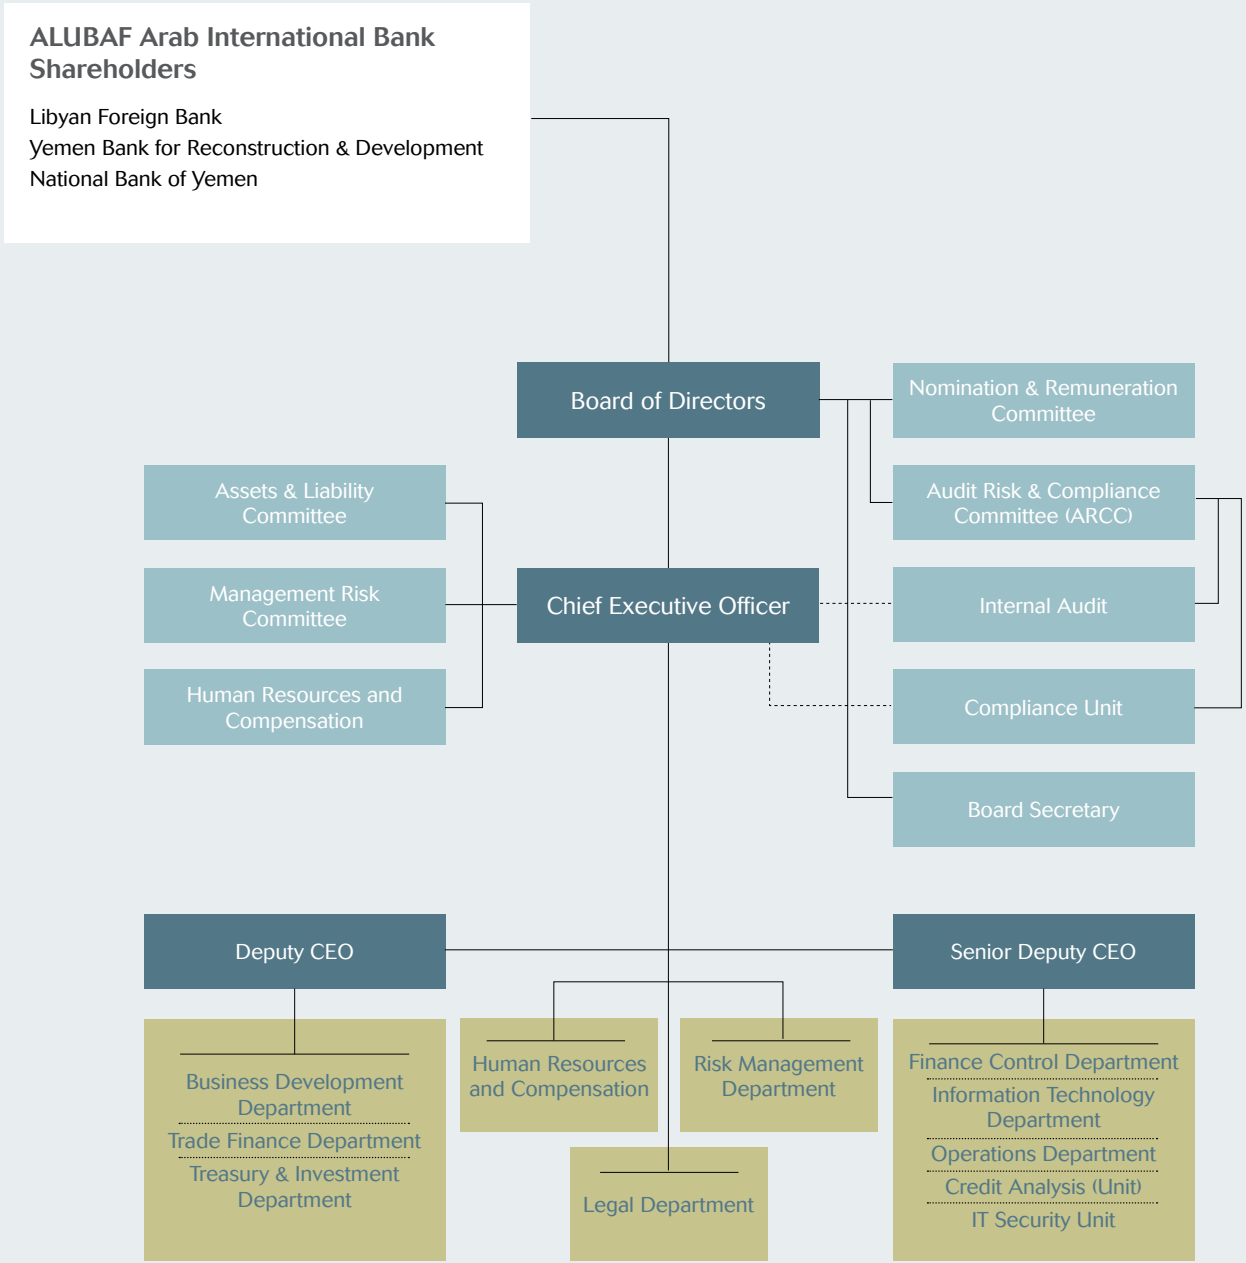 ALUBAF Arab International Bank
Shareholders
Libyan Foreign Bank
Yemen Bank for Reconstruction & Development
National Bank of Yemen
Board of Directors
Nomination & Remuneration
Committee
Assets & Liability
Committee
Audit Risk & Compliance
Committee (ARCC)
Management Risk
Committee
Chief Executive Officer
Internal Audit
Human Resources and
Compensation
Compliance Unit
Board Secretary
Deputy CEO
Senior Deputy CEO
Business Development
Department
Trade Finance Department
Treasury & Investment
Department
Human Resources
and Compensation
Risk Management
Department
Legal Department
Finance Control Department
Information Technology
Department
Operations Department
Credit Analysis (Unit)
IT Security Unit